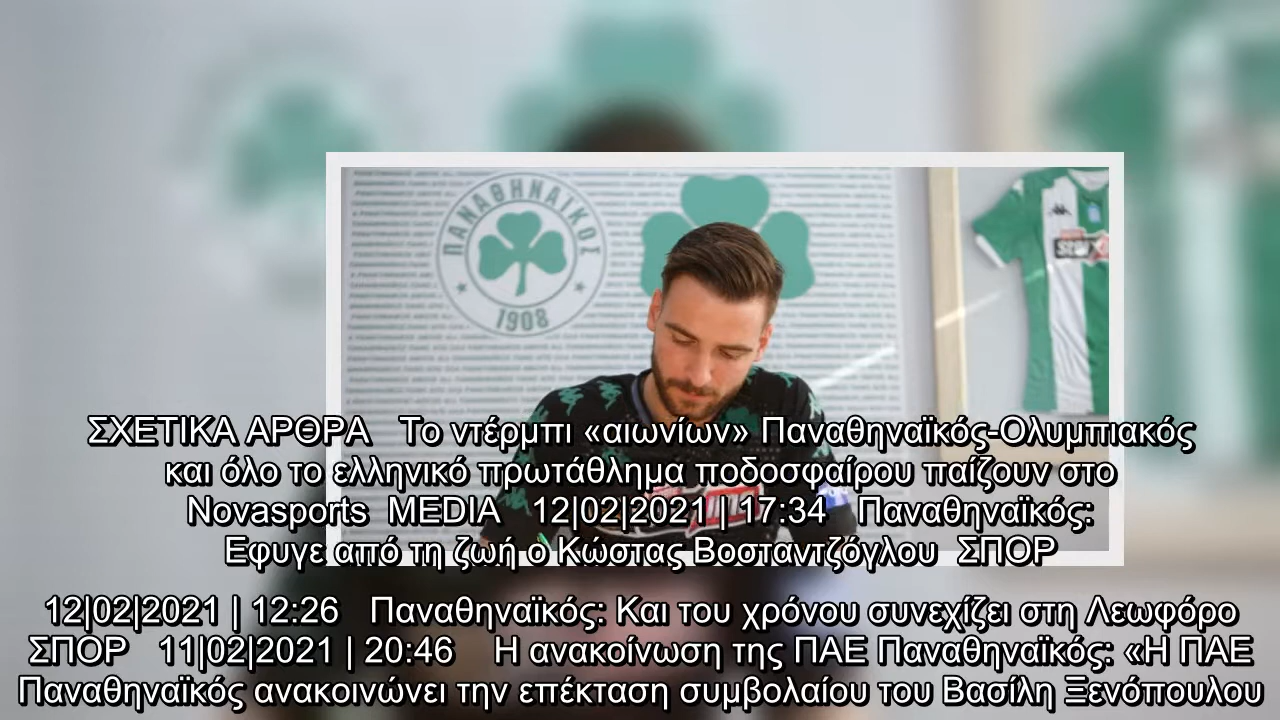 ΠΑΝΑΘΗΝΑΪΚΟΣ
1908
ΣΧΕΤΙΚΑ ΑΡΘΡΑ Το ντέρμπι «αιωνίων» Παναθηναϊκός-Ολυμπιακός
και όλο το ελληνικό πρωτάθλημα ποδοσφαίρου παίζουν στο
Novasports MEDIA 12|02|2021 | 17:34 Παναθηναϊκός:
Εφυγε από τη ζωή ο Κώστας Βοσταντζόγλου ΣΠΟΡ
12|02|2021 | 12:26 Παναθηναϊκός: Και του χρόνου συνεχίζει στη Λεωφόρο
ΣΠΟΡ 11|02|2021 | 20:46 Η ανακοίνωση της ΠΑΕ Παναθηναϊκός: «Η ΠΑΕ
Παναθηναϊκός ανακοινώνει την επέκταση συμβολαίου του Βασίλη Ξενόπουλου